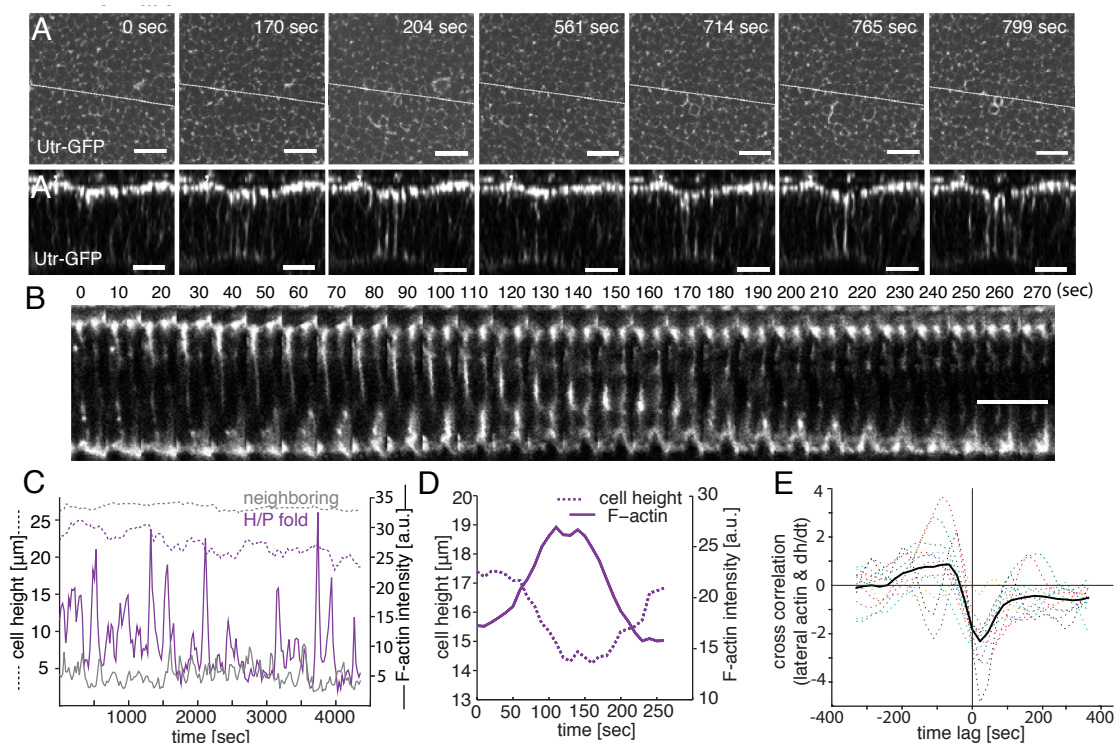 A
0 sec 170 sec 204 sec 561 sec 714 sec 765 sec 799 sec
Utr-GFP
A'
Utr-GFP
0 10 20 30 40 50 60 70 80 90 100 110 120 130 140 150 160 170 180 190 200 210 220 230 240 250 260 270 (sec)
B
C
neighboring
H/P fold
cell height [µm]
25
20
15
10
5
F-actin intensity [a.u.]
35
30
25
20
15
10
5
0
1000 2000 3000 4000
time [sec]
D
cell height
F-actin
cell height [µm]
20
19
18
17
16
15
14
13
F-actin intensity [a.u.]
30
25
20
15
10
0 50 100 150 200 250
time [sec]
E
cross correlation
(lateral actin & dh/dt)
4
2
0
-2
-4
-400 -200 0 200 400
time lag [sec]